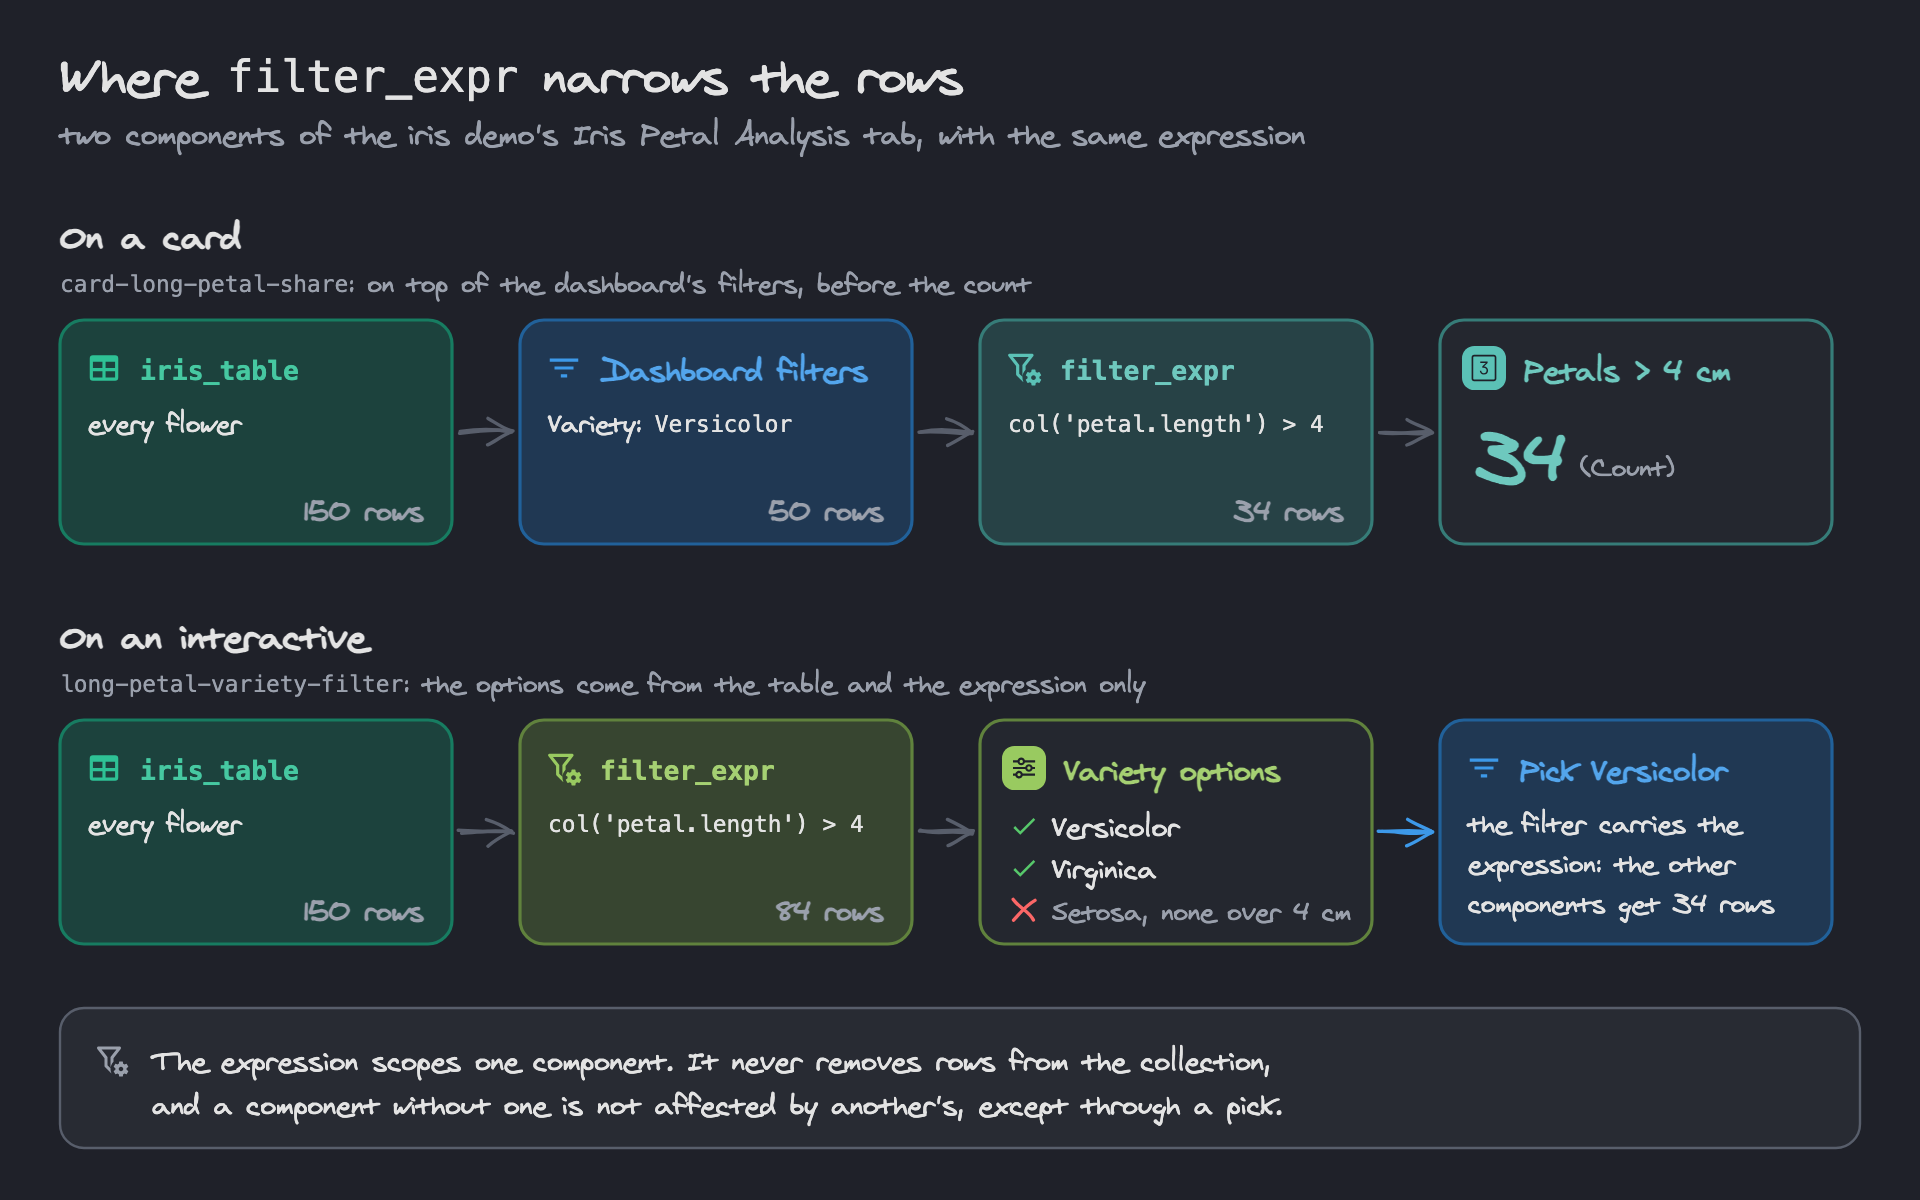 Where filter_expr narrows the rows
two components of the iris demo's Iris Petal Analysis tab, with the same expression
On a card
card-long-petal-share: on top of the dashboard's filters, before the count
iris_table
every flower
150 rows
Dashboard filters
Variety: Versicolor
50 rows
filter_expr
col('petal.length') > 4
34 rows
3
Petals > 4 cm
34 (Count)
On an interactive
long-petal-variety-filter: the options come from the table and the expression only
iris_table
every flower
150 rows
filter_expr
col('petal.length') > 4
84 rows
Variety options
Versicolor
Virginica
Setosa, none over 4 cm
Pick Versicolor
the filter carries the
expression: the other
components get 34 rows
The expression scopes one component. It never removes rows from the collection,
and a component without one is not affected by another's, except through a pick.